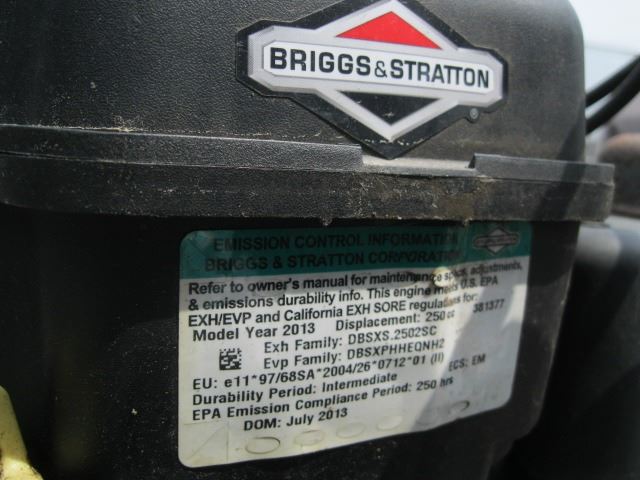 BRIGGS & STRATTON
®
EMISSION CONTROL INFORMATION
BRIGGS & STRATTON CORPORATION
Refer to owner's manual for maintenance specs, adjustments,
& emissions durability info. This engine meets U.S. EPA
EXH/EVP and California EXH SORE regulations for:
Model Year 2013 Displacement: 250 cc 381377
Exh Family: DBSXS.2502SC
Evp Family: DBSXPHHEQNH2
EU: e11*97/68SA*2004/26*0712*01 (II) ECS: EM
Durability Period: Intermediate
EPA Emission Compliance Period: 250 hrs
DOM: July 2013